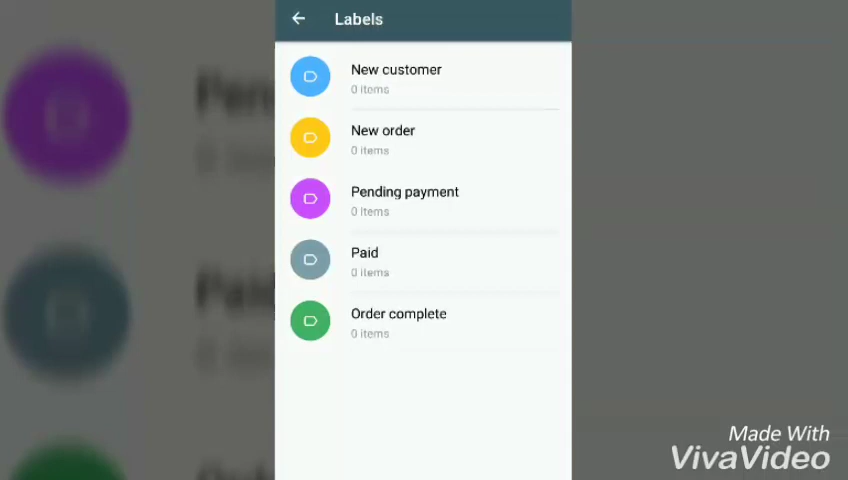 Labels
New customer
0 items
New order
0 items
Pending payment
0 items
Paid
0 items
Order complete
0 items
Made With
VivaVideo